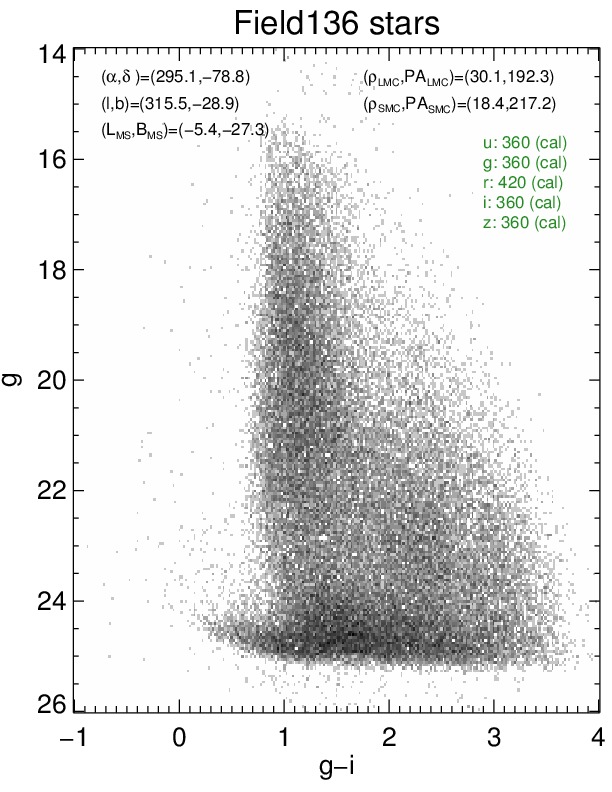 Field136 stars
(α,δ )=(295.1,−78.8)
(ρLMC,PALMC)=(30.1,192.3)
(l,b)=(315.5,−28.9)
(ρSMC,PASMC)=(18.4,217.2)
(LMS,BMS)=(−5.4,−27.3)
u: 360 (cal)
g: 360 (cal)
r: 420 (cal)
i: 360 (cal)
z: 360 (cal)
14
16
18
20
22
24
26
g
−1 0 1 2 3 4
g−i